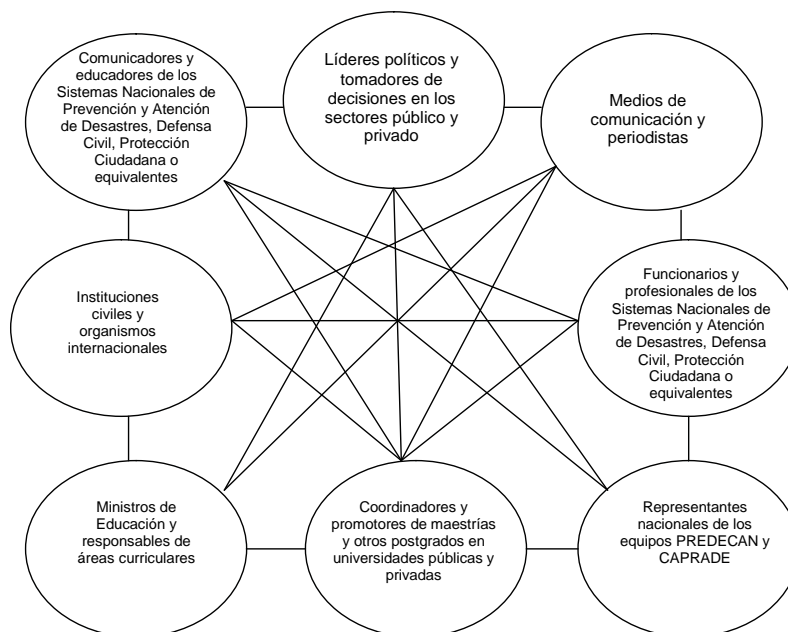 Comunicadores y
educadores de los
Sistemas Nacionales de
Prevención y Atención
de Desastres, Defensa
Civil, Protección
Ciudadana o
equivalentes
Líderes políticos y
tomadores de
decisiones en los
sectores público y
privado
Medios de
comunicación y
periodistas
Instituciones
civiles y
organismos
internacionales
Funcionarios y
profesionales de los
Sistemas Nacionales de
Prevención y Atención
de Desastres, Defensa
Civil, Protección
Ciudadana o
equivalentes
Ministros de
Educación y
responsables de
áreas curriculares
Coordinadores y
promotores de maestrías
y otros postgrados en
universidades públicas y
privadas
Representantes
nacionales de los
equipos PREDECAN y
CAPRADE